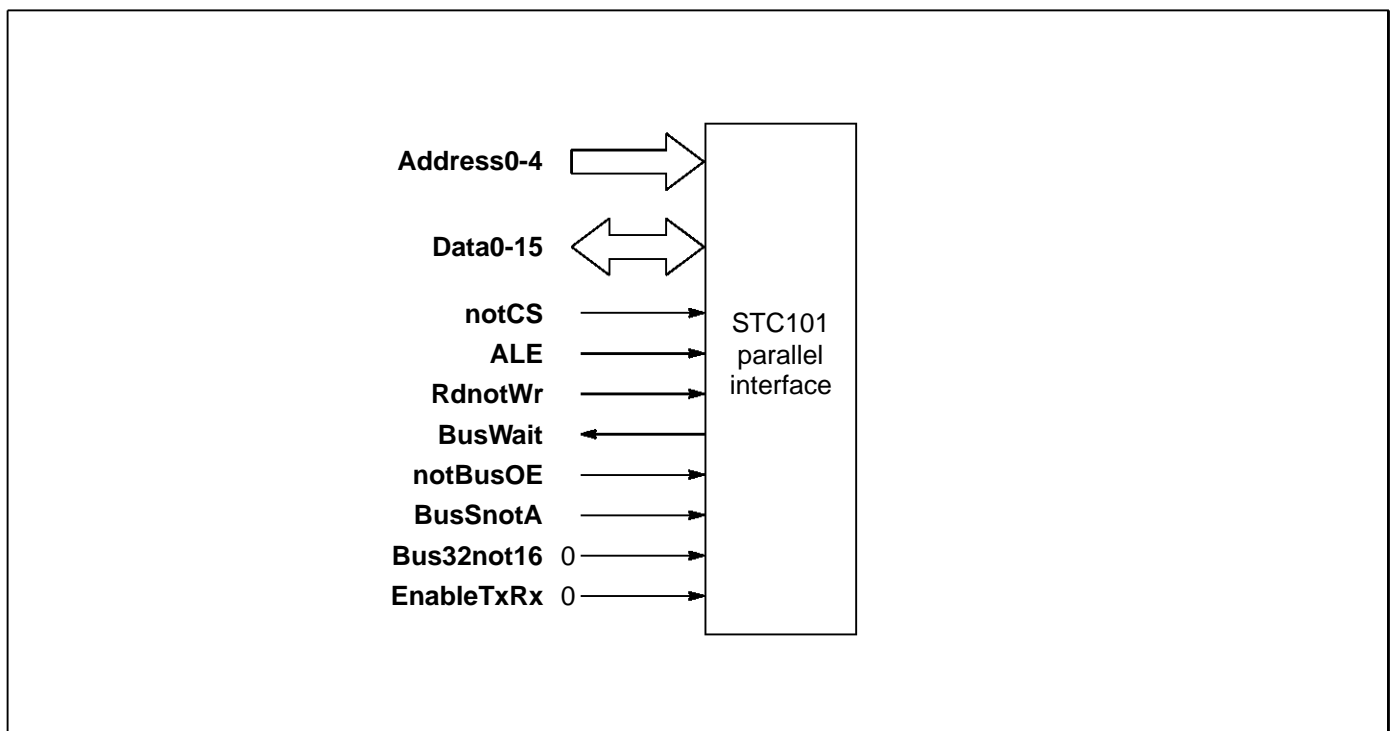 Address0-4
Data0-15
notCS
ALE
RdnotWr
BusWait
notBusOE
BusSnotA
Bus32not16 0
EnableTxRx 0
STC101
parallel
interface